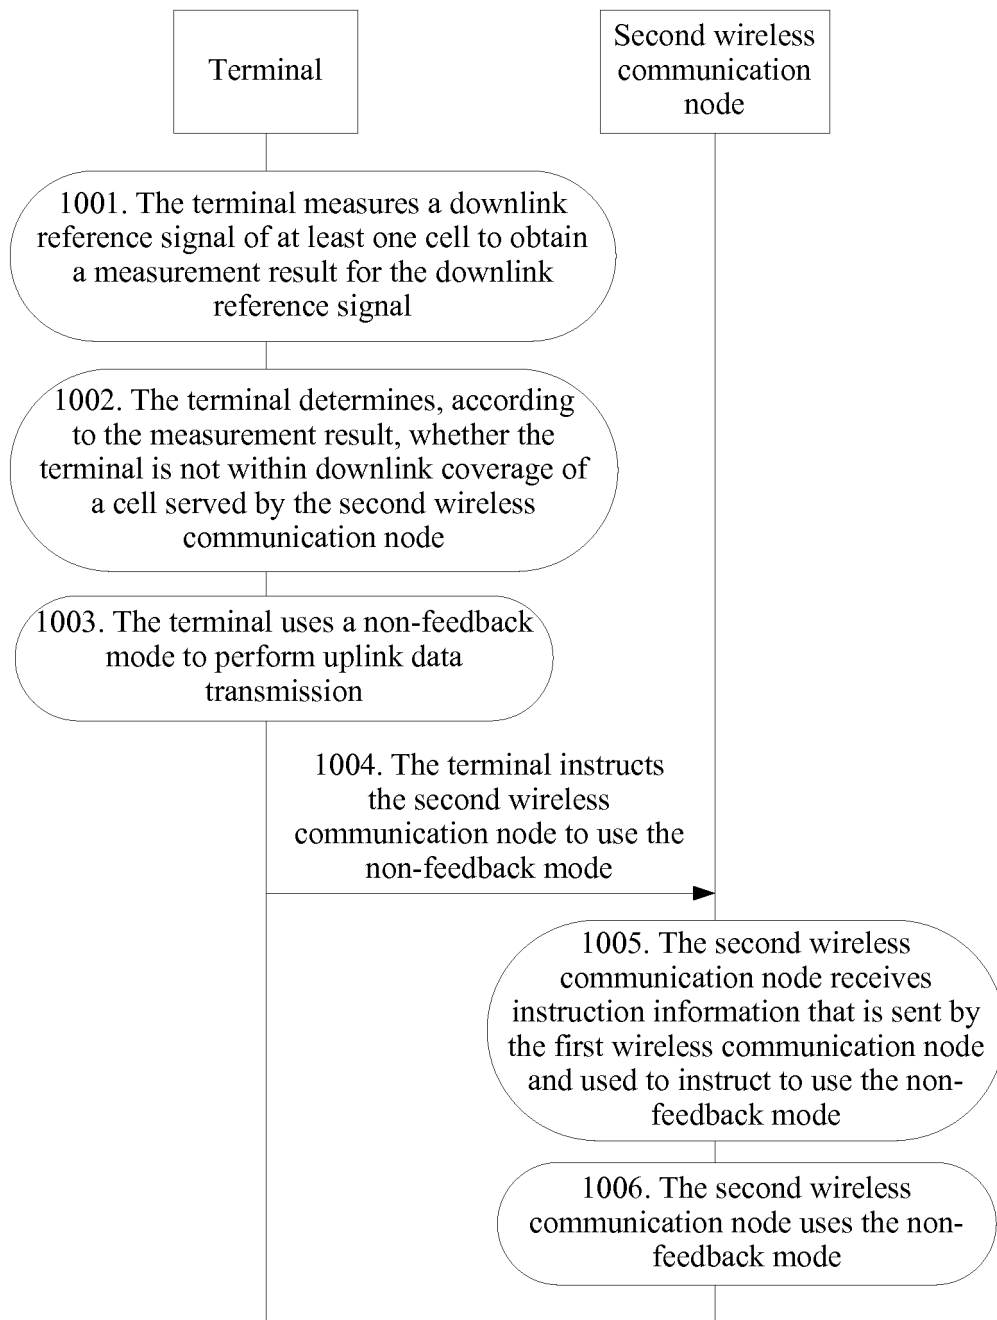 Terminal
Second wireless
communication
node
1001. The terminal measures a downlink
reference signal of at least one cell to obtain
a measurement result for the downlink
reference signal
1002. The terminal determines, according
to the measurement result, whether the
terminal is not within downlink coverage of
a cell served by the second wireless
communication node
1003. The terminal uses a non-feedback
mode to perform uplink data
transmission
1004. The terminal instructs
the second wireless
communication node to use the
non-feedback mode
1005. The second wireless
communication node receives
instruction information that is sent by
the first wireless communication node
and used to instruct to use the non-
feedback mode
1006. The second wireless
communication node uses the non-
feedback mode